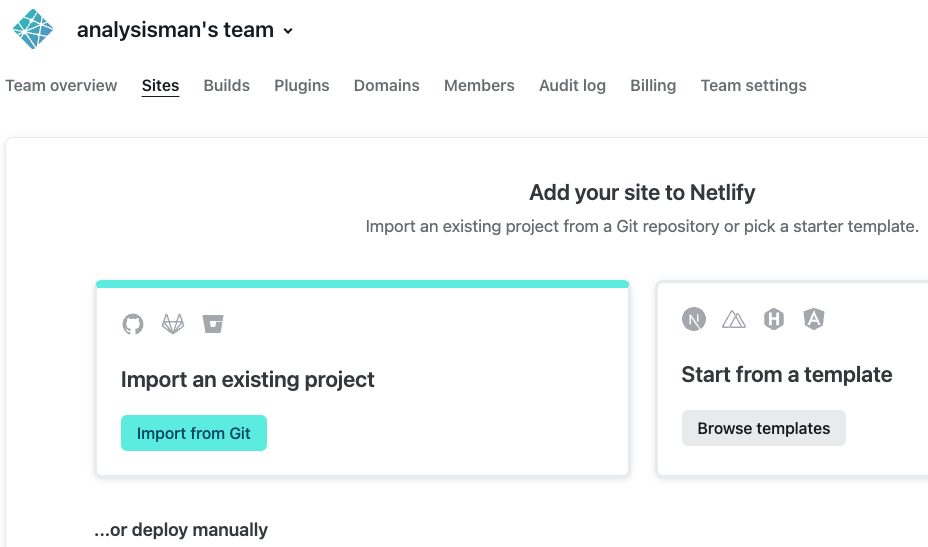 analysisman's team
Team overview Sites Builds Plugins Domains Members Audit log Billing Team settings
Add your site to Netlify
Import an existing project from a Git repository or pick a starter template.
Import an existing project
Import from Git
Start from a template
Browse templates
...or deploy manually